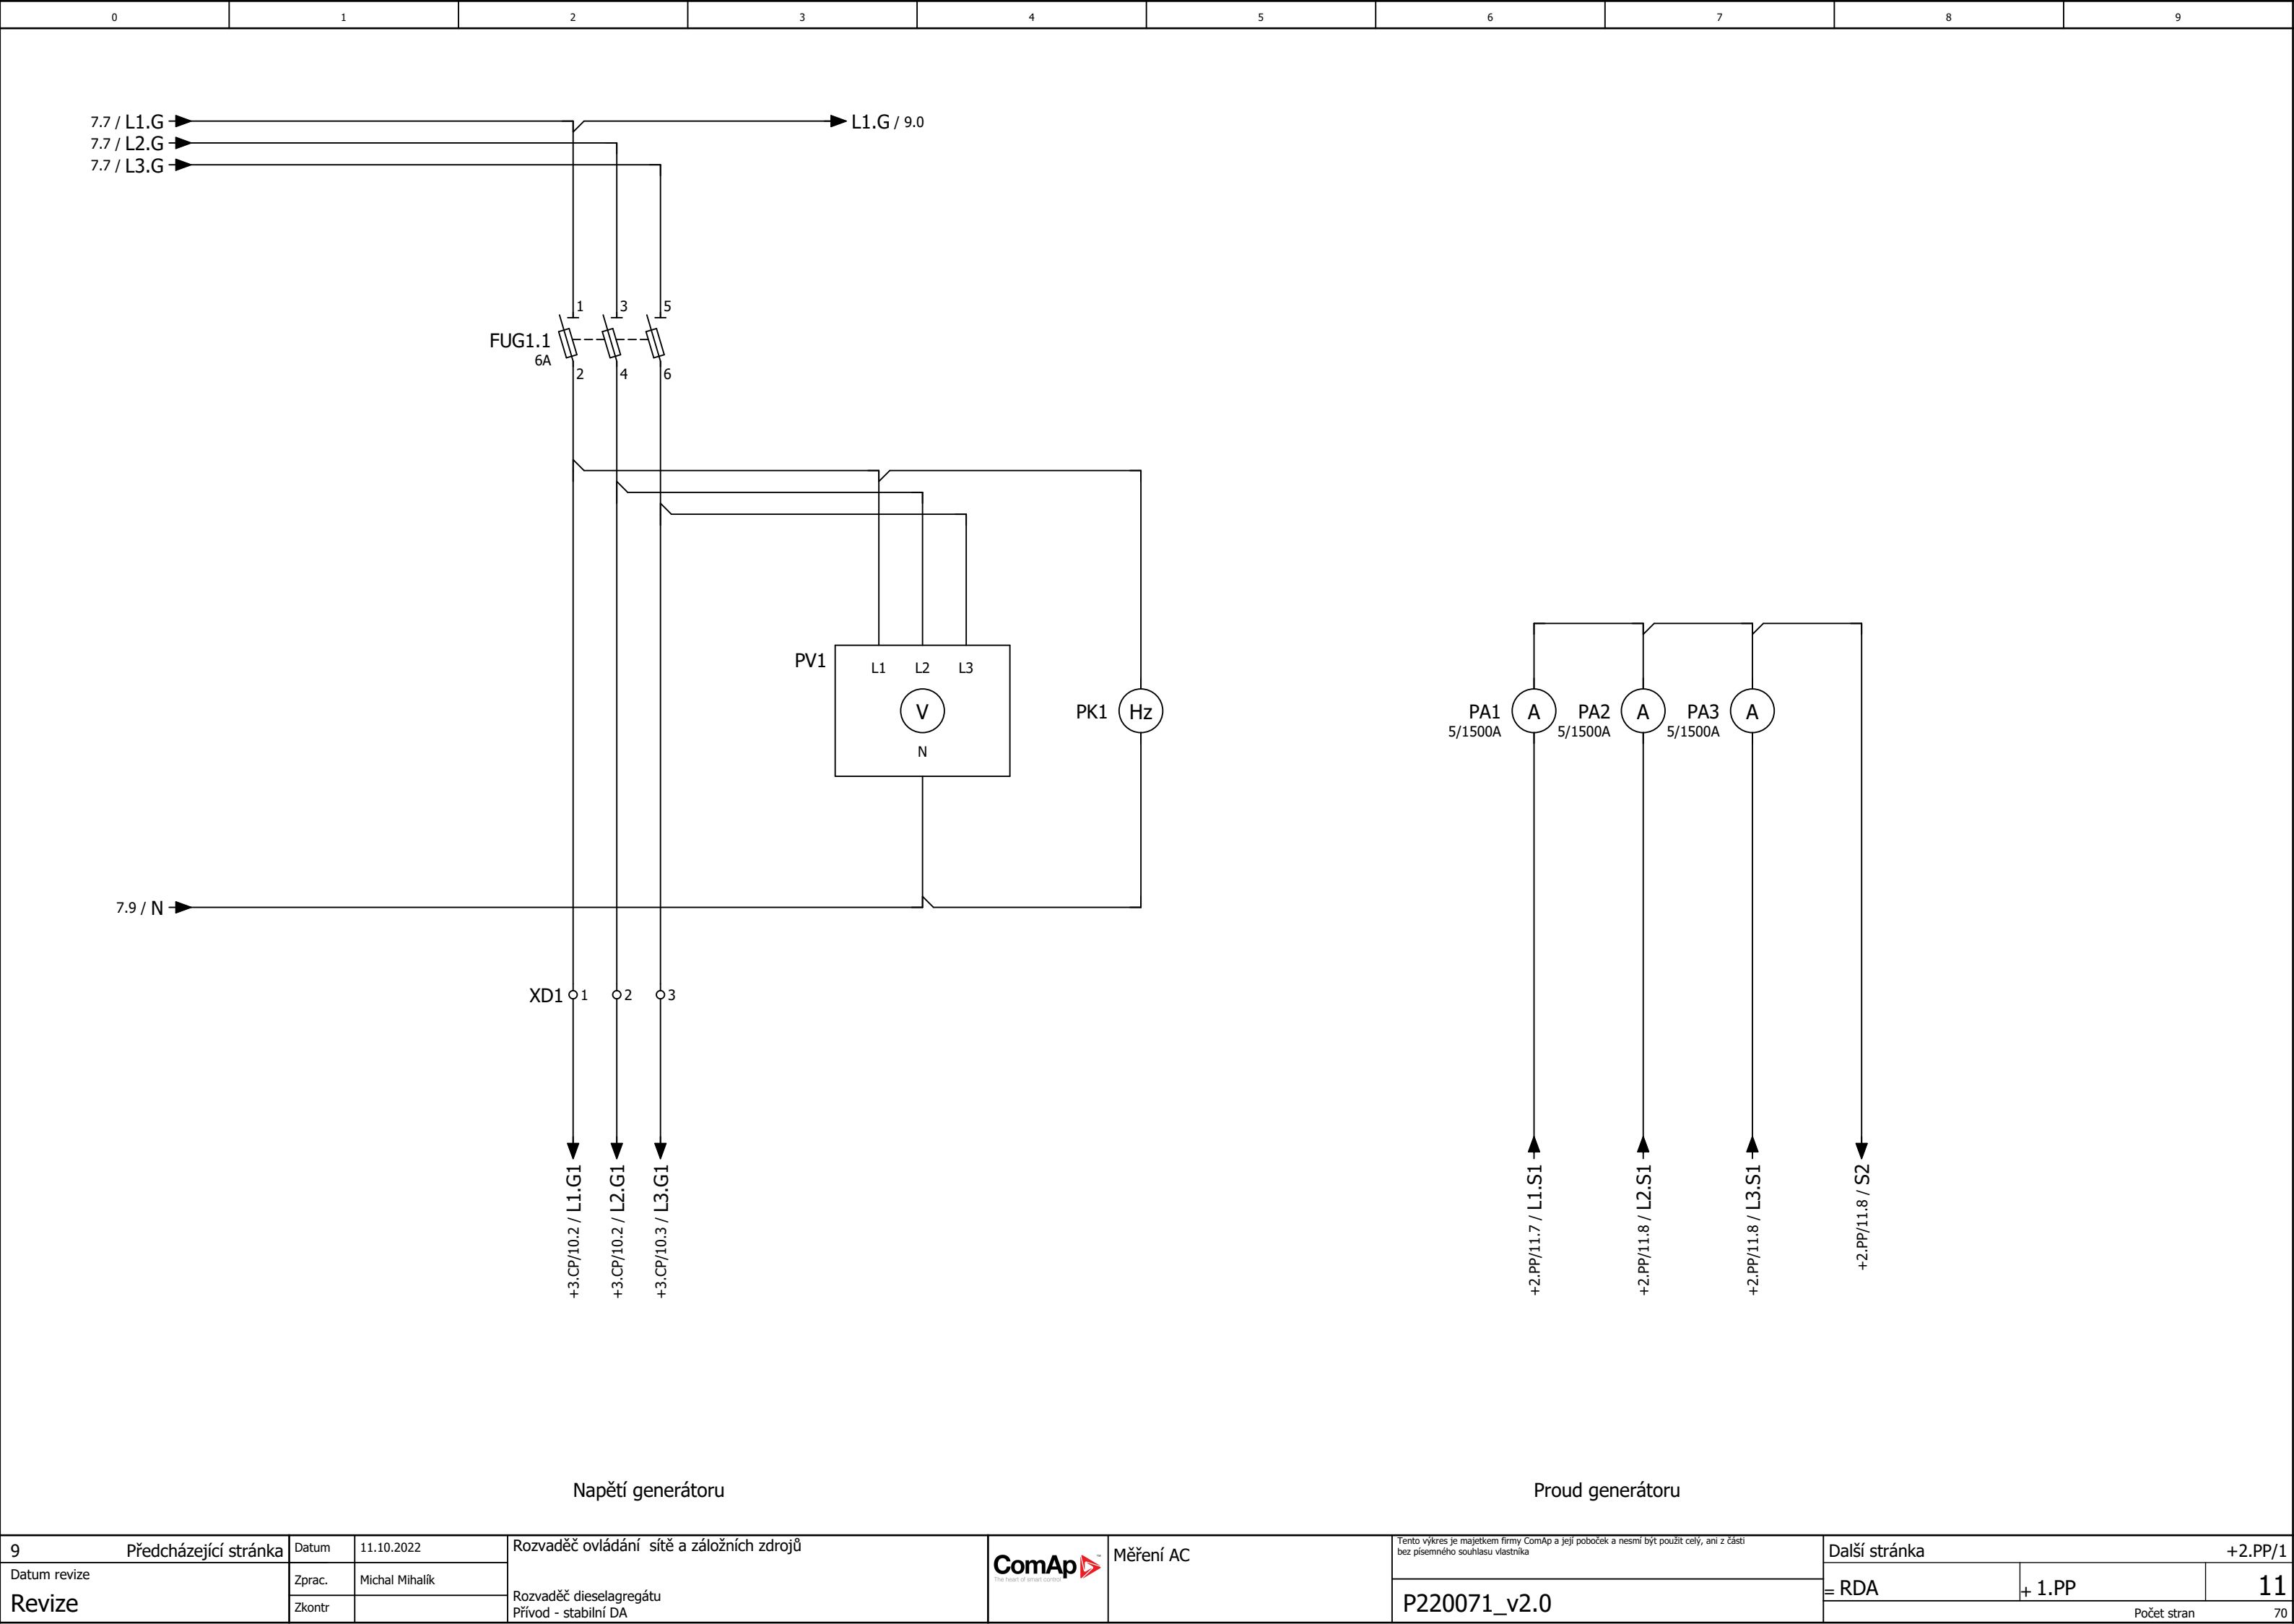 0 1 2 3 4 5 6 7 8 9
7.7 / L1.G
L1.G / 9.0
7.7 / L2.G
7.7 / L3.G
1 3 5
FUG1.1
6A
2 4 6
PV1
L1 L2 L3
V
N
PK1 Hz
PA1 A
5/1500A
PA2 A
5/1500A
PA3 A
5/1500A
7.9 / N
XD1 1 2 3
+3.CP/10.2 / L1.G1
+3.CP/10.2 / L2.G1
+3.CP/10.3 / L3.G1
+2.PP/11.7 / L1.S1
+2.PP/11.8 / L2.S1
+2.PP/11.8 / L3.S1
+2.PP/11.8 / S2
Napětí generátoru
Proud generátoru
9 Předcházející stránka
Datum revize
Revize
Datum 11.10.2022
Zprac. Michal Mihalík
Zkontr
Rozvaděč ovládání sítě a záložních zdrojů
Rozvaděč dieselagregátu
Přívod - stabilní DA
ComAp
The heart of smart control
Měření AC
Tento výkres je majetkem firmy ComAp a její poboček a nesmí být použit celý, ani z části
bez písemného souhlasu vlastníka
P220071_v2.0
Další stránka +2.PP/1
= RDA + 1.PP 11
Počet stran 70